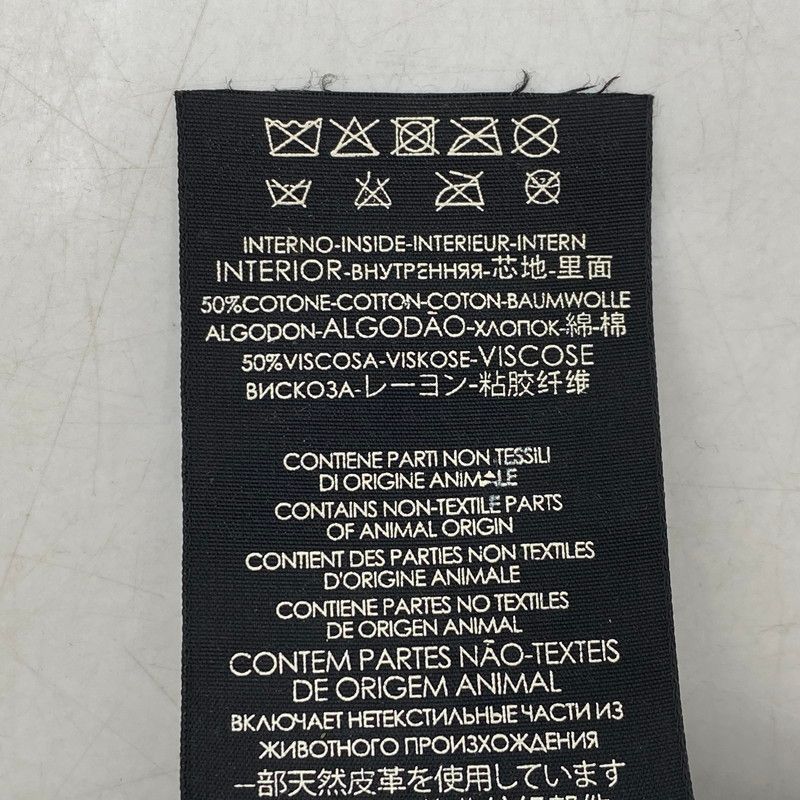 INTERNO-INSIDE-INTERIEUR-INTERN
INTERIOR-ВНУТРЕННЯЯ-芯地-里面
50%COTONE-COTTON-COTON-BAUMWOLLE
ALGODON-ALGODÃO-ХЛОПОК-綿-棉
50%VISCOSA-VISKOSE-VISCOSE
ВИСКОЗА-レーヨン-粘胶纤维
CONTIENE PARTI NON TESSILI
DI ORIGINE ANIMALE
CONTAINS NON-TEXTILE PARTS
OF ANIMAL ORIGIN
CONTIENT DES PARTIES NON TEXTILES
D'ORIGINE ANIMALE
CONTIENE PARTES NO TEXTILES
DE ORIGEN ANIMAL
CONTEM PARTES NÃO-TEXTEIS
DE ORIGEM ANIMAL
ВКЛЮЧАЕТ НЕТЕКСТИЛЬНЫЕ ЧАСТИ ИЗ
ЖИВОТНОГО ПРОИЗХОЖДЕНИЯ
一部天然皮革を使用しています